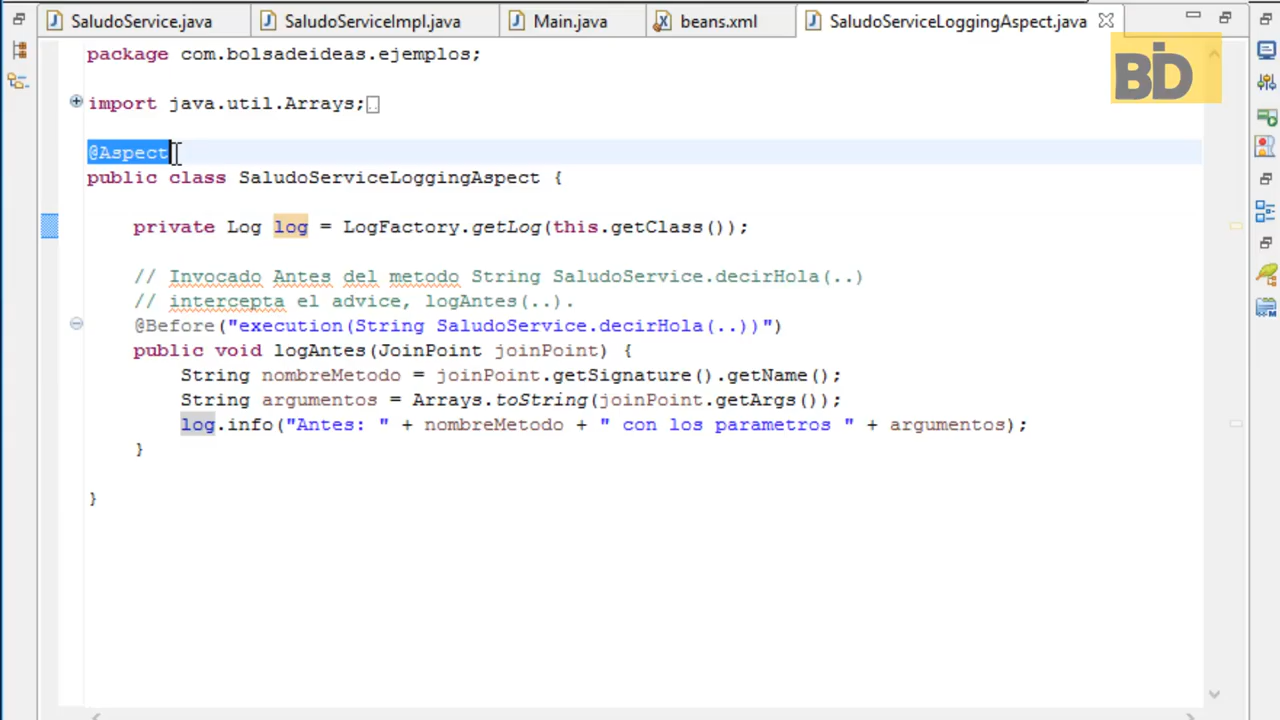 SaludoService.java SaludoServiceImpl.java Main.java beans.xml SaludoServiceLoggingAspect.java
BID
package com.bolsadeideas.ejemplos;
import java.util.Arrays;
@Aspect
public class SaludoServiceLoggingAspect {
private Log log = LogFactory.getLog(this.getClass());
// Invocado Antes del metodo String SaludoService.decirHola(..)
// intercepta el advice, logAntes(..).
@Before("execution(String SaludoService.decirHola(..))")
public void logAntes(JoinPoint joinPoint) {
String nombreMetodo = joinPoint.getSignature().getName();
String argumentos = Arrays.toString(joinPoint.getArgs());
log.info("Antes: " + nombreMetodo + " con los parametros " + argumentos);
}
}